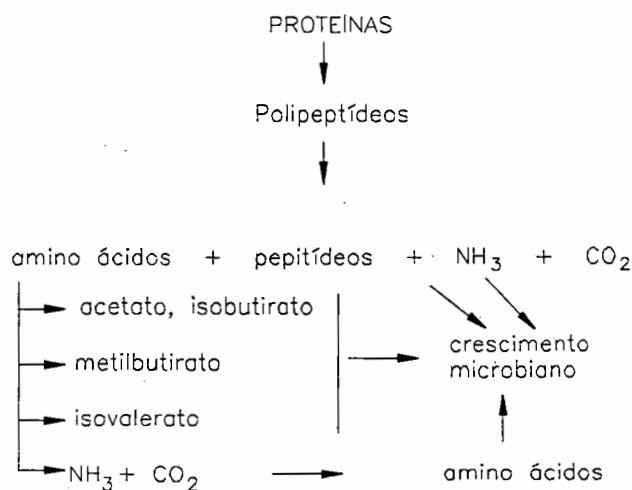 PROTEÍNAS
Polipeptídeos
amino ácidos + pepitídeos + NH₃ + CO₂
acetato, isobutirato
metilbutirato
crescimento
microbiano
isovalerato
NH₃ + CO₂
amino ácidos